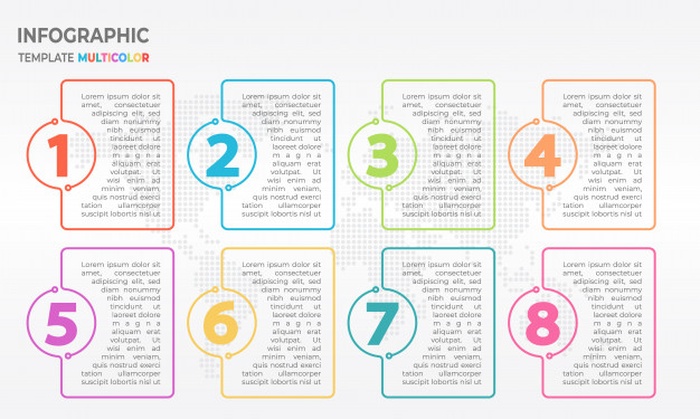 INFOGRAPHIC
TEMPLATE MULTICOLOR
1
Lorem ipsum dolor sit
amet, consectetuer
adipiscing elit, sed
diam nonummy
nibh euismod
tincidunt ut
laoreet dolore
magna
aliquam erat
volutpat. Ut
wisi enim ad
minim veniam,
quis nostrud exerci
tation ullamcorper
suscipit lobortis nisl ut
2
Lorem ipsum dolor sit
amet, consectetuer
adipiscing elit, sed
diam nonummy
nibh euismod
tincidunt ut
laoreet dolore
magna
aliquam erat
volutpat. Ut
wisi enim ad
minim veniam,
quis nostrud exerci
tation ullamcorper
suscipit lobortis nisl ut
3
Lorem ipsum dolor sit
amet, consectetuer
adipiscing elit, sed
diam nonummy
nibh euismod
tincidunt ut
laoreet dolore
magna
aliquam erat
volutpat. Ut
wisi enim ad
minim veniam,
quis nostrud exerci
tation ullamcorper
suscipit lobortis nisl ut
4
Lorem ipsum dolor sit
amet, consectetuer
adipiscing elit, sed
diam nonummy
nibh euismod
tincidunt ut
laoreet dolore
magna
aliquam erat
volutpat. Ut
wisi enim ad
minim veniam,
quis nostrud exerci
tation ullamcorper
suscipit lobortis nisl ut
5
Lorem ipsum dolor sit
amet, consectetuer
adipiscing elit, sed
diam nonummy
nibh euismod
tincidunt ut
laoreet dolore
magna
aliquam erat
volutpat. Ut
wisi enim ad
minim veniam,
quis nostrud exerci
tation ullamcorper
suscipit lobortis nisl ut
6
Lorem ipsum dolor sit
amet, consectetuer
adipiscing elit, sed
diam nonummy
nibh euismod
tincidunt ut
laoreet dolore
magna
aliquam erat
volutpat. Ut
wisi enim ad
minim veniam,
quis nostrud exerci
tation ullamcorper
suscipit lobortis nisl ut
7
Lorem ipsum dolor sit
amet, consectetuer
adipiscing elit, sed
diam nonummy
nibh euismod
tincidunt ut
laoreet dolore
magna
aliquam erat
volutpat. Ut
wisi enim ad
minim veniam,
quis nostrud exerci
tation ullamcorper
suscipit lobortis nisl ut
8
Lorem ipsum dolor sit
amet, consectetuer
adipiscing elit, sed
diam nonummy
nibh euismod
tincidunt ut
laoreet dolore
magna
aliquam erat
volutpat. Ut
wisi enim ad
minim veniam,
quis nostrud exerci
tation ullamcorper
suscipit lobortis nisl ut